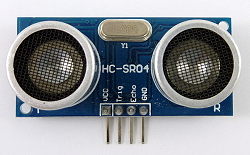 Y1
HC-SR04
T
R
VCC
Trig
Echo
GND